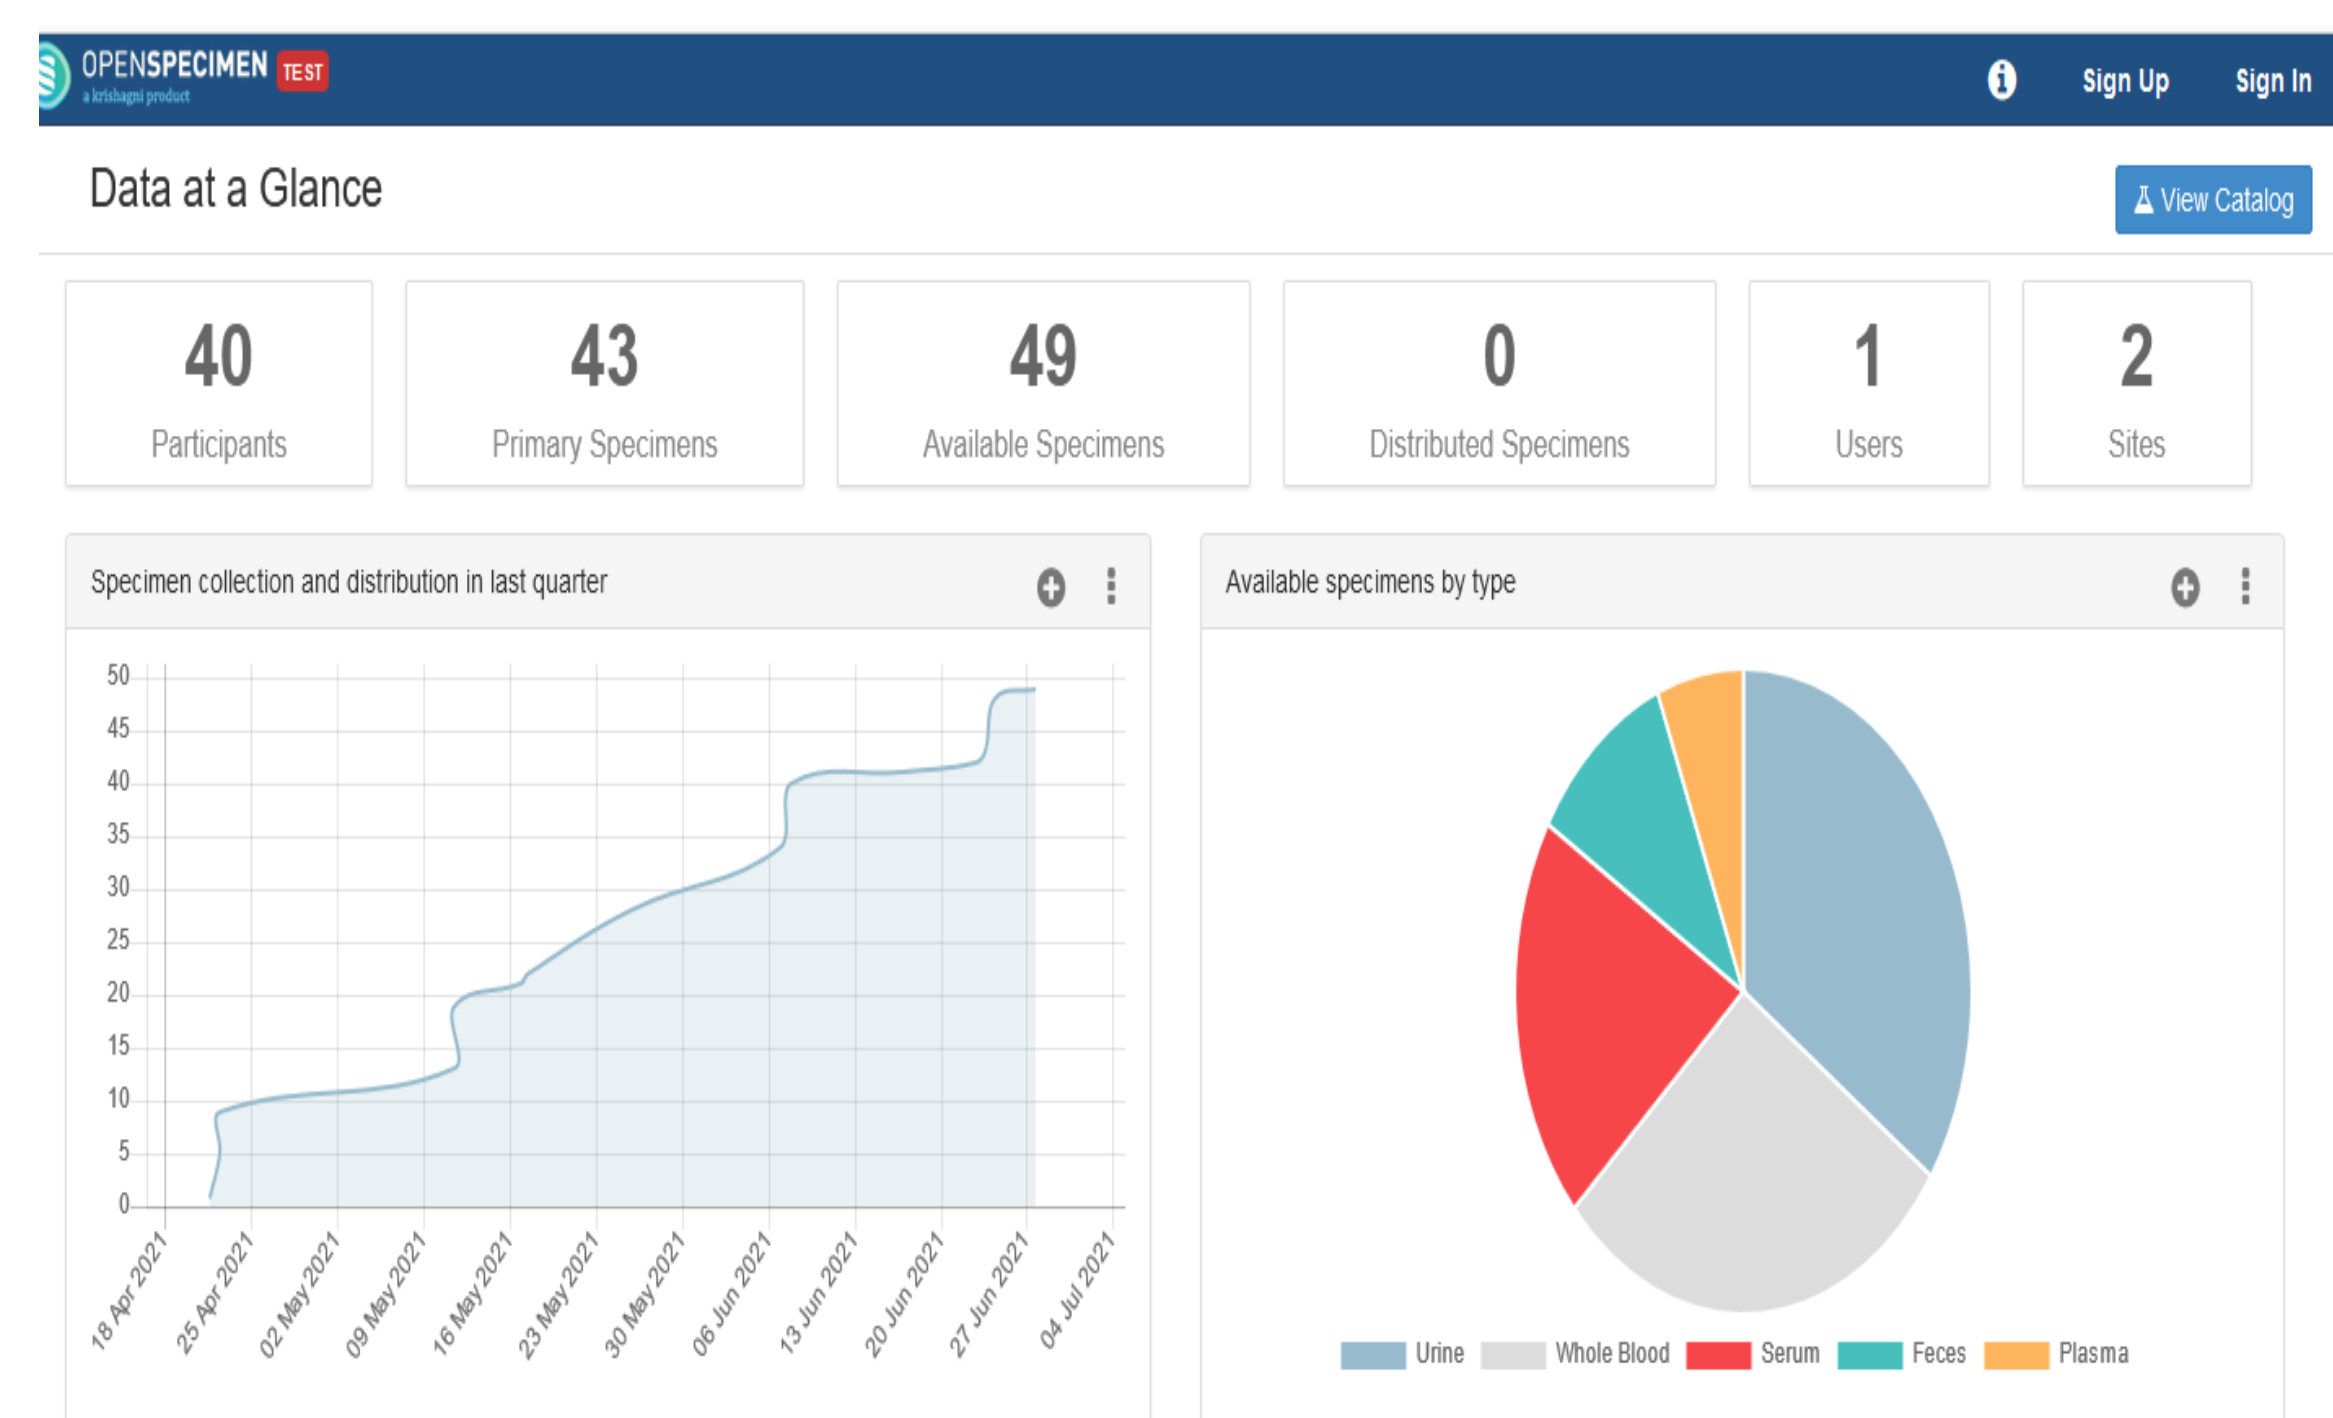 OPENSPECIMEN TEST
a krishagni product
Sign Up Sign In
Data at a Glance
View Catalog
40 43 49 0 1 2
Participants Primary Specimens Available Specimens Distributed Specimens Users Sites
Specimen collection and distribution in last quarter
50
45
40
35
30
25
20
15
10
5
0
18 Apr 2021 25 Apr 2021 02 May 2021 09 May 2021 16 May 2021 23 May 2021 30 May 2021 06 Jun 2021 13 Jun 2021 20 Jun 2021 27 Jun 2021 04 Jul 2021
Available specimens by type
Urine Whole Blood Serum Feces Plasma